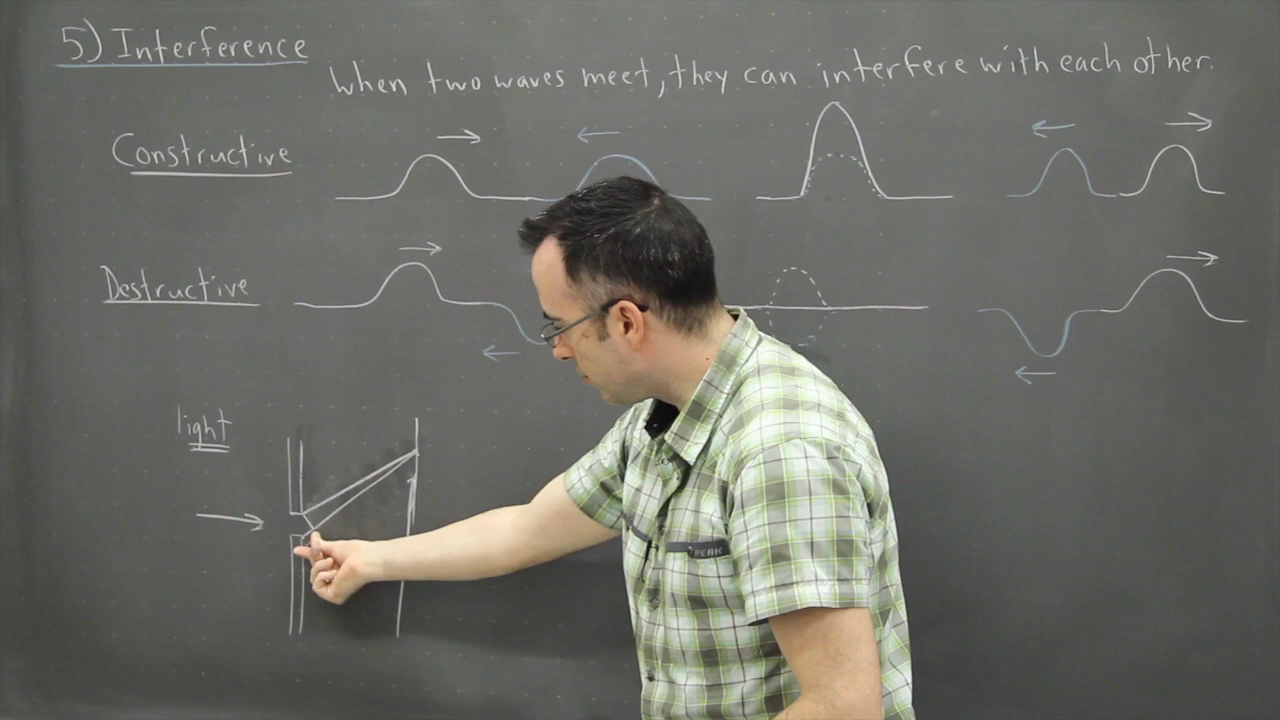 5) Interference
When two waves meet, they can interfere with each other.
Constructive
Destructive
light
PEAK